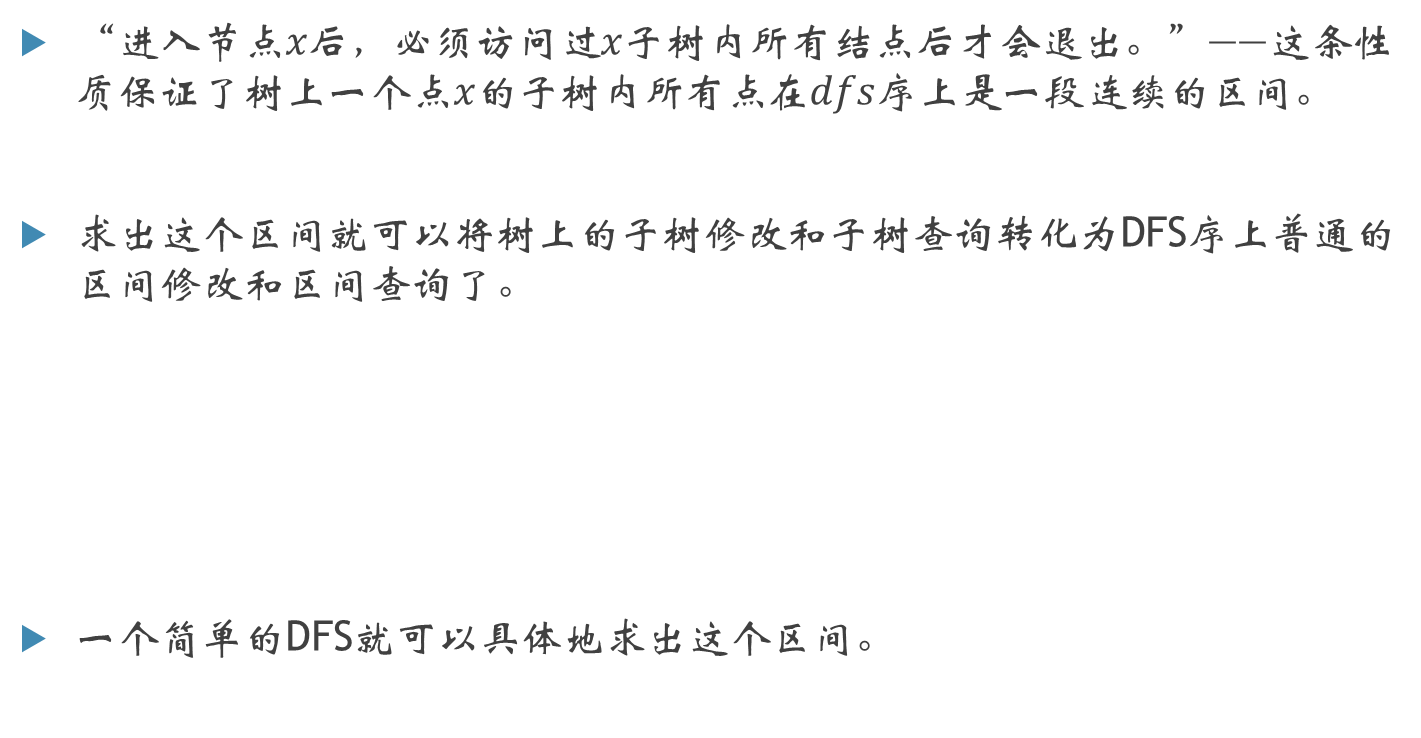 “进入节点x后，必须访问过x子树内所有结点后才会退出。”——这条性
质保证了树上一个点x的子树内所有点在dfs序上是一段连续的区间。
求出这个区间就可以将树上的子树修改和子树查询转化为DFS序上普通的
区间修改和区间查询了。
一个简单的DFS就可以具体地求出这个区间。